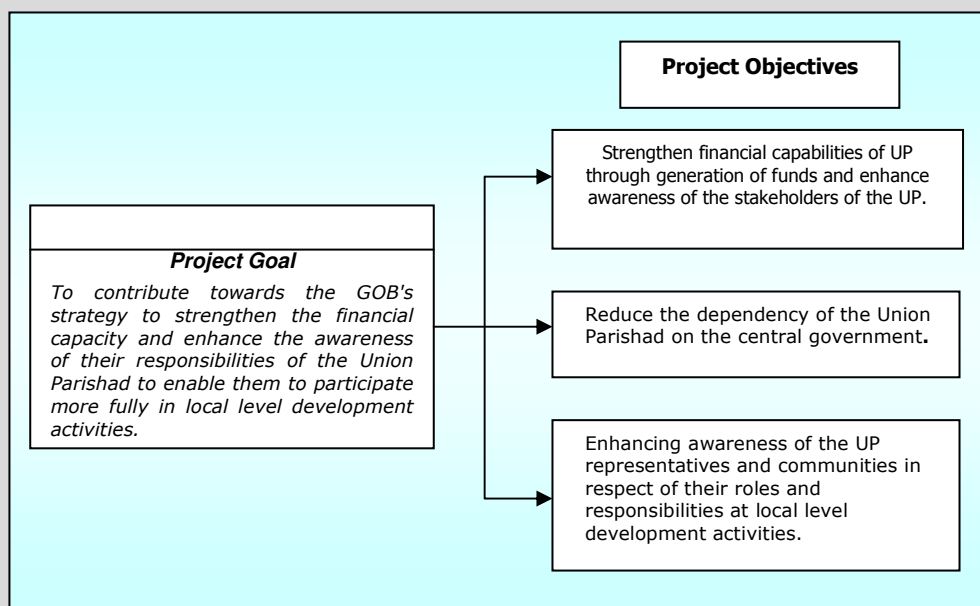 Project Objectives
Strengthen financial capabilities of UP
through generation of funds and enhance
awareness of the stakeholders of the UP.
Project Goal
To contribute towards the GOB's
strategy to strengthen the financial
capacity and enhance the awareness
of their responsibilities of the Union
Parishad to enable them to participate
more fully in local level development
activities.
Reduce the dependency of the Union
Parishad on the central government.
Enhancing awareness of the UP
representatives and communities in
respect of their roles and
responsibilities at local level
development activities.